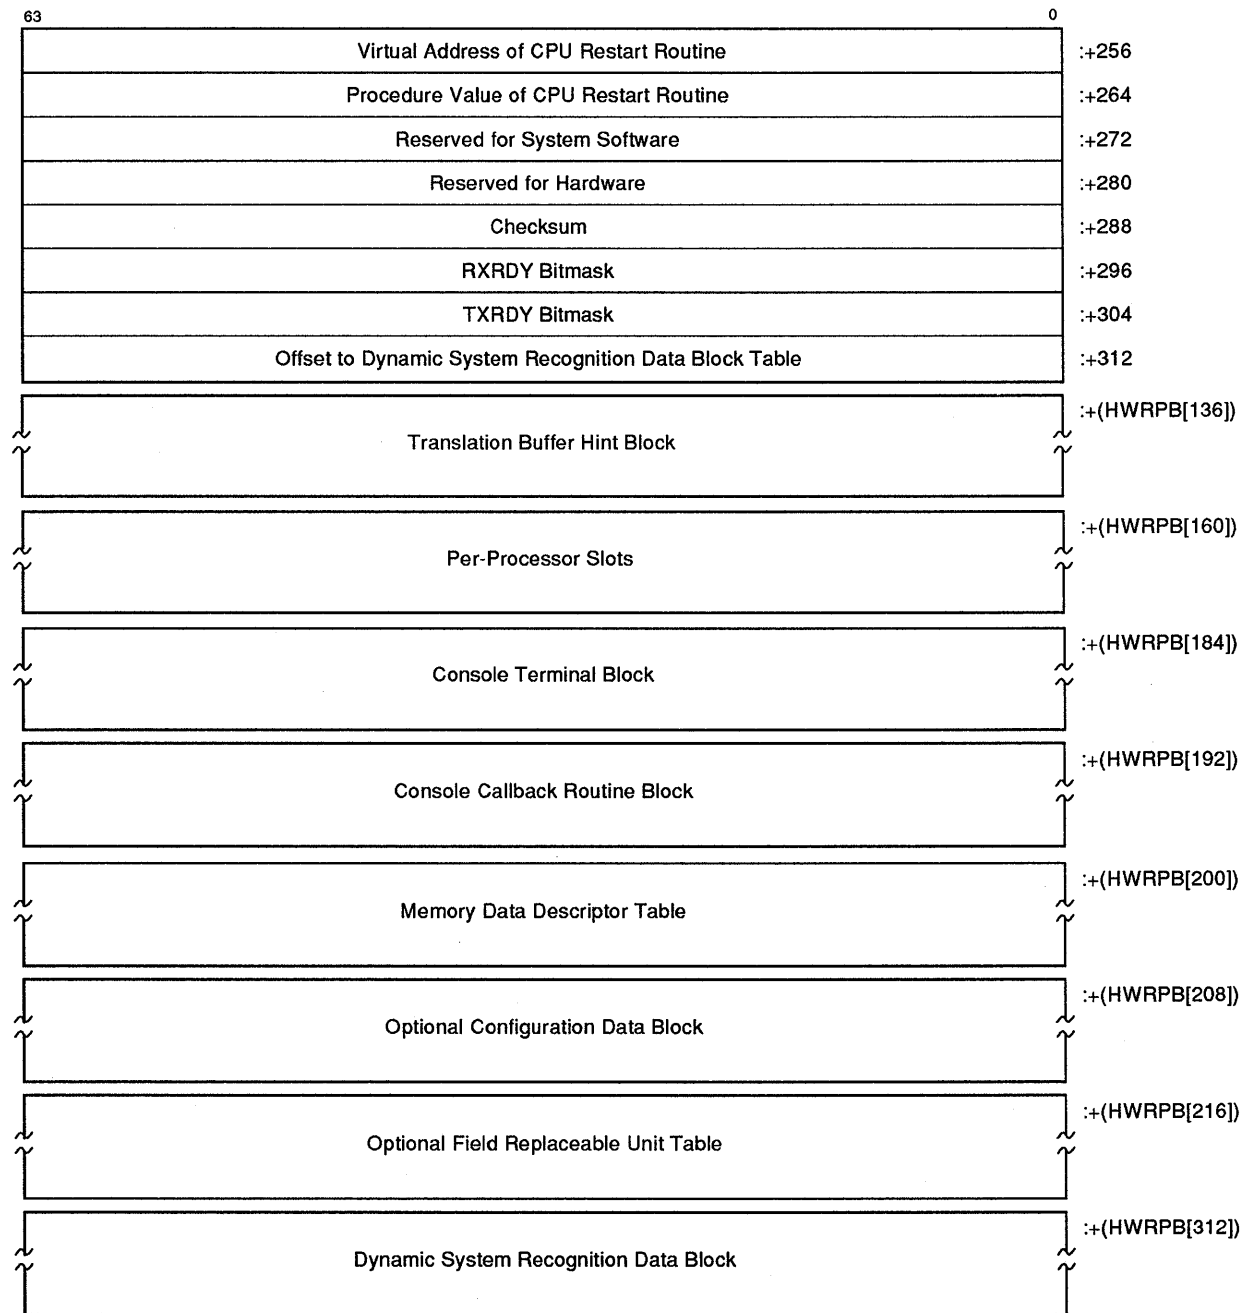 63 0
Virtual Address of CPU Restart Routine :+256
Procedure Value of CPU Restart Routine :+264
Reserved for System Software :+272
Reserved for Hardware :+280
Checksum :+288
RXRDY Bitmask :+296
TXRDY Bitmask :+304
Offset to Dynamic System Recognition Data Block Table :+312
:+(HWRPB[136])
Translation Buffer Hint Block
:+(HWRPB[160])
Per-Processor Slots
:+(HWRPB[184])
Console Terminal Block
:+(HWRPB[192])
Console Callback Routine Block
:+(HWRPB[200])
Memory Data Descriptor Table
:+(HWRPB[208])
Optional Configuration Data Block
:+(HWRPB[216])
Optional Field Replaceable Unit Table
:+(HWRPB[312])
Dynamic System Recognition Data Block